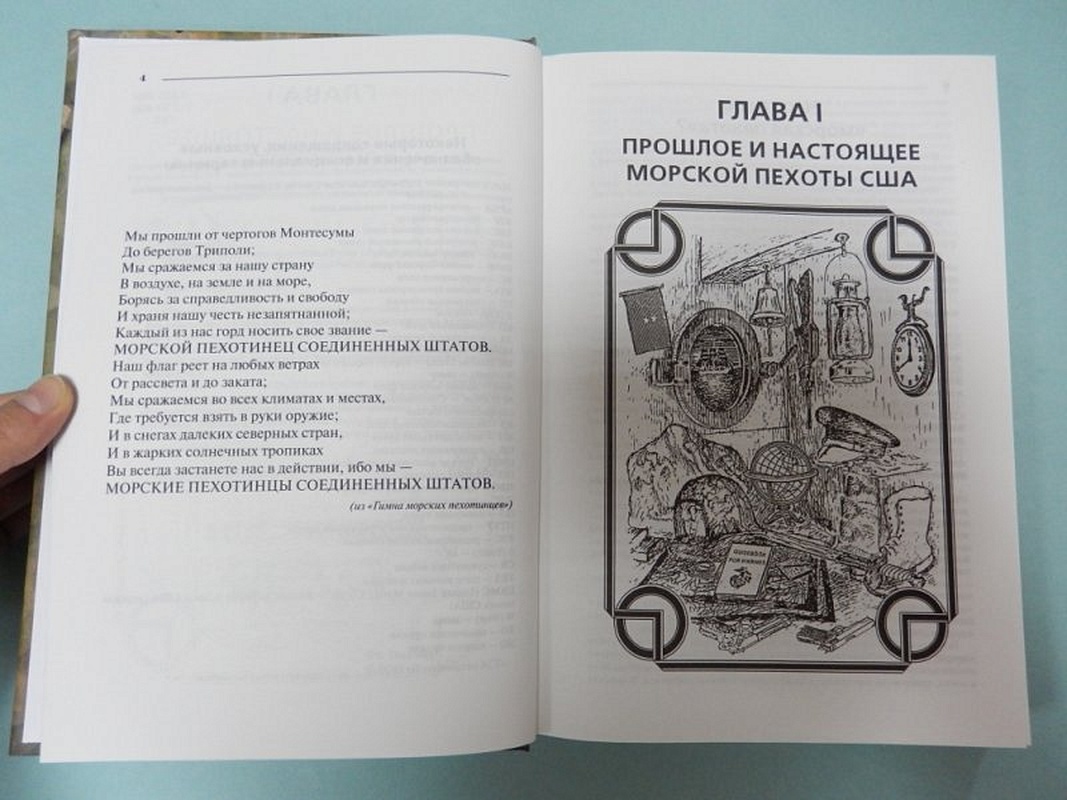 4
Мы прошли от чертогов Монтесумы
До берегов Триполи;
Мы сражаемся за нашу страну
В воздухе, на земле и на море,
Борясь за справедливость и свободу
И храня нашу честь незапятнанной;
Каждый из нас горд носить свое звание —
МОРСКОЙ ПЕХОТИНЕЦ СОЕДИНЕННЫХ ШТАТОВ.
Наш флаг реет на любых ветрах
От рассвета и до заката;
Мы сражаемся во всех климатах и местах,
Где требуется взять в руки оружие;
И в снегах далеких северных стран,
И в жарких солнечных тропиках
Вы всегда застанете нас в действии, ибо мы —
МОРСКИЕ ПЕХОТИНЦЫ СОЕДИНЕННЫХ ШТАТОВ.
(из «Гимна морских пехотинцев»)
ГЛАВА I
ПРОШЛОЕ И НАСТОЯЩЕЕ
МОРСКОЙ ПЕХОТЫ США
GUIDEBOOK
FOR MARINES